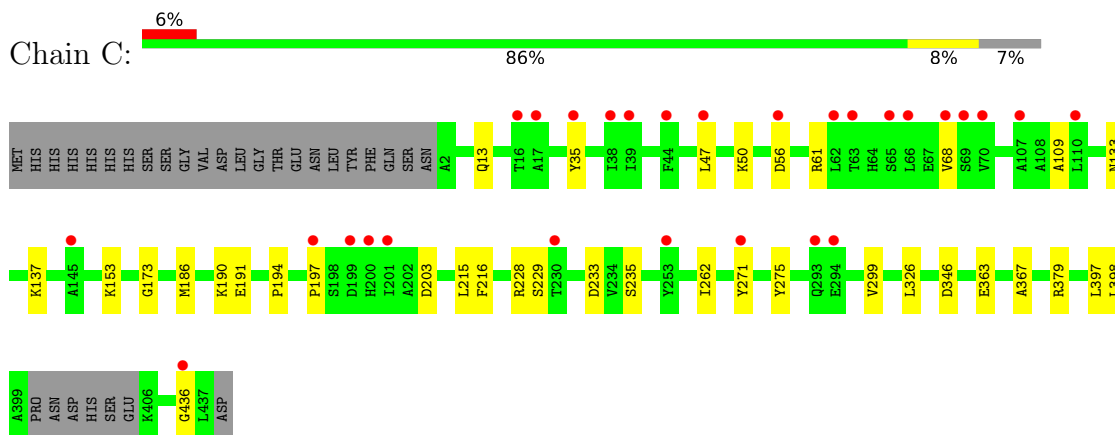 6%
Chain C:
86% 8% 7%
MET HIS HIS HIS HIS HIS HIS SER SER GLY VAL ASP LEU GLY THR GLU ASN LEU TYR PHE GLN SER ASN A2 Q13 T16 A17 Y35 I38 I39 F44 L47 K50 D56 R61 L62 T63 H64 S65 L66 E67 V68 S69 V70 A107 A108 A109 L110 N133
K137 A145 K153 G173 M186 K190 E191 P194 P197 S198 D199 H200 I201 A202 D203 L215 F216 R228 S229 T230 D233 V234 S235 Y253 I262 Y271 Y275 Q293 E294 V299 L326 D346 E363 A367 R379 L397 L398
A399 PRO ASN ASP HIS SER GLU K406 G436 L437 ASP